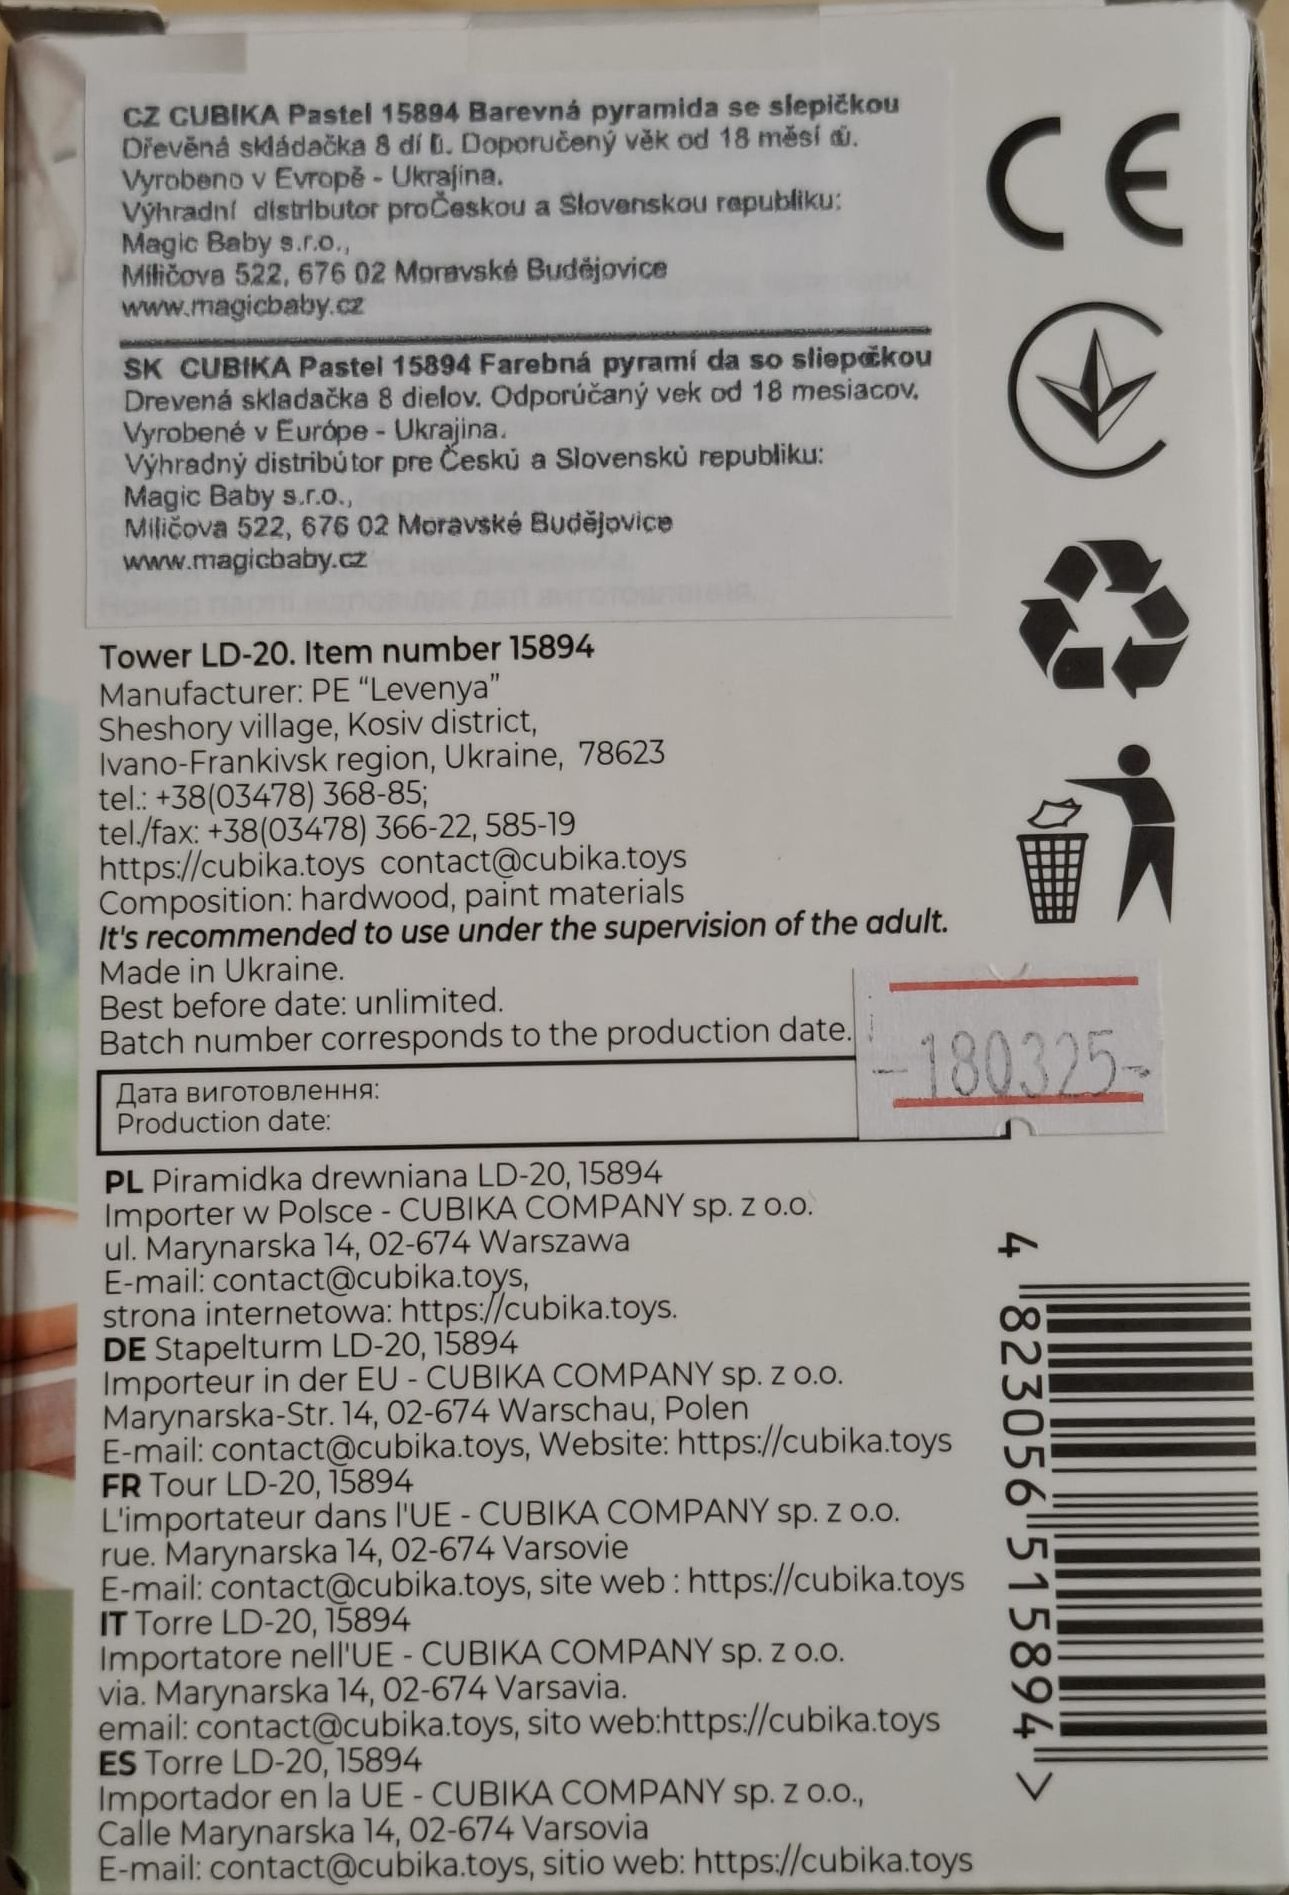 CZ CUBIKA Pastel 15894 Barevná pyramida se slepičkou
Dřevěná skládačka 8 dí ů. Doporučený věk od 18 měsí ců.
Vyrobeno v Evropě - Ukrajina.
Výhradní distributor proČeskou a Slovenskou republiku:
Magic Baby s.r.o.,
Miličova 522, 676 02 Moravské Budějovice
www.magicbaby.cz
SK CUBIKA Pastel 15894 Farebná pyramí da so sliepočkou
Drevená skladačka 8 dielov. Odporúčaný vek od 18 mesiacov.
Vyrobené v Európe - Ukrajina.
Výhradný distribútor pre Českú a Slovenskú republiku:
Magic Baby s.r.o.,
Miličova 522, 676 02 Moravské Budějovice
www.magicbaby.cz
Номер партії відповідає даті виготовлення.
Tower LD-20. Item number 15894
Manufacturer: PE “Levenya”
Sheshory village, Kosiv district,
Ivano-Frankivsk region, Ukraine, 78623
tel.: +38(03478) 368-85;
tel./fax: +38(03478) 366-22, 585-19
https://cubika.toys contact@cubika.toys
Composition: hardwood, paint materials
It's recommended to use under the supervision of the adult.
Made in Ukraine.
Best before date: unlimited.
Batch number corresponds to the production date.
-180325-
Дата виготовлення:
Production date:
PL Piramidka drewniana LD-20, 15894
Importer w Polsce - CUBIKA COMPANY sp. z o.o.
ul. Marynarska 14, 02-674 Warszawa
E-mail: contact@cubika.toys,
strona internetowa: https://cubika.toys.
DE Stapelturm LD-20, 15894
Importeur in der EU - CUBIKA COMPANY sp. z o.o.
Marynarska-Str. 14, 02-674 Warschau, Polen
E-mail: contact@cubika.toys, Website: https://cubika.toys
FR Tour LD-20, 15894
L'importateur dans l'UE - CUBIKA COMPANY sp. z o.o.
rue. Marynarska 14, 02-674 Varsovie
E-mail: contact@cubika.toys, site web : https://cubika.toys
IT Torre LD-20, 15894
Importatore nell'UE - CUBIKA COMPANY sp. z o.o.
via. Marynarska 14, 02-674 Varsavia.
email: contact@cubika.toys, sito web:https://cubika.toys
ES Torre LD-20, 15894
Importador en la UE - CUBIKA COMPANY sp. z o.o.,
Calle Marynarska 14, 02-674 Varsovia
E-mail: contact@cubika.toys, sitio web: https://cubika.toys
CE
4 823056 515894 >